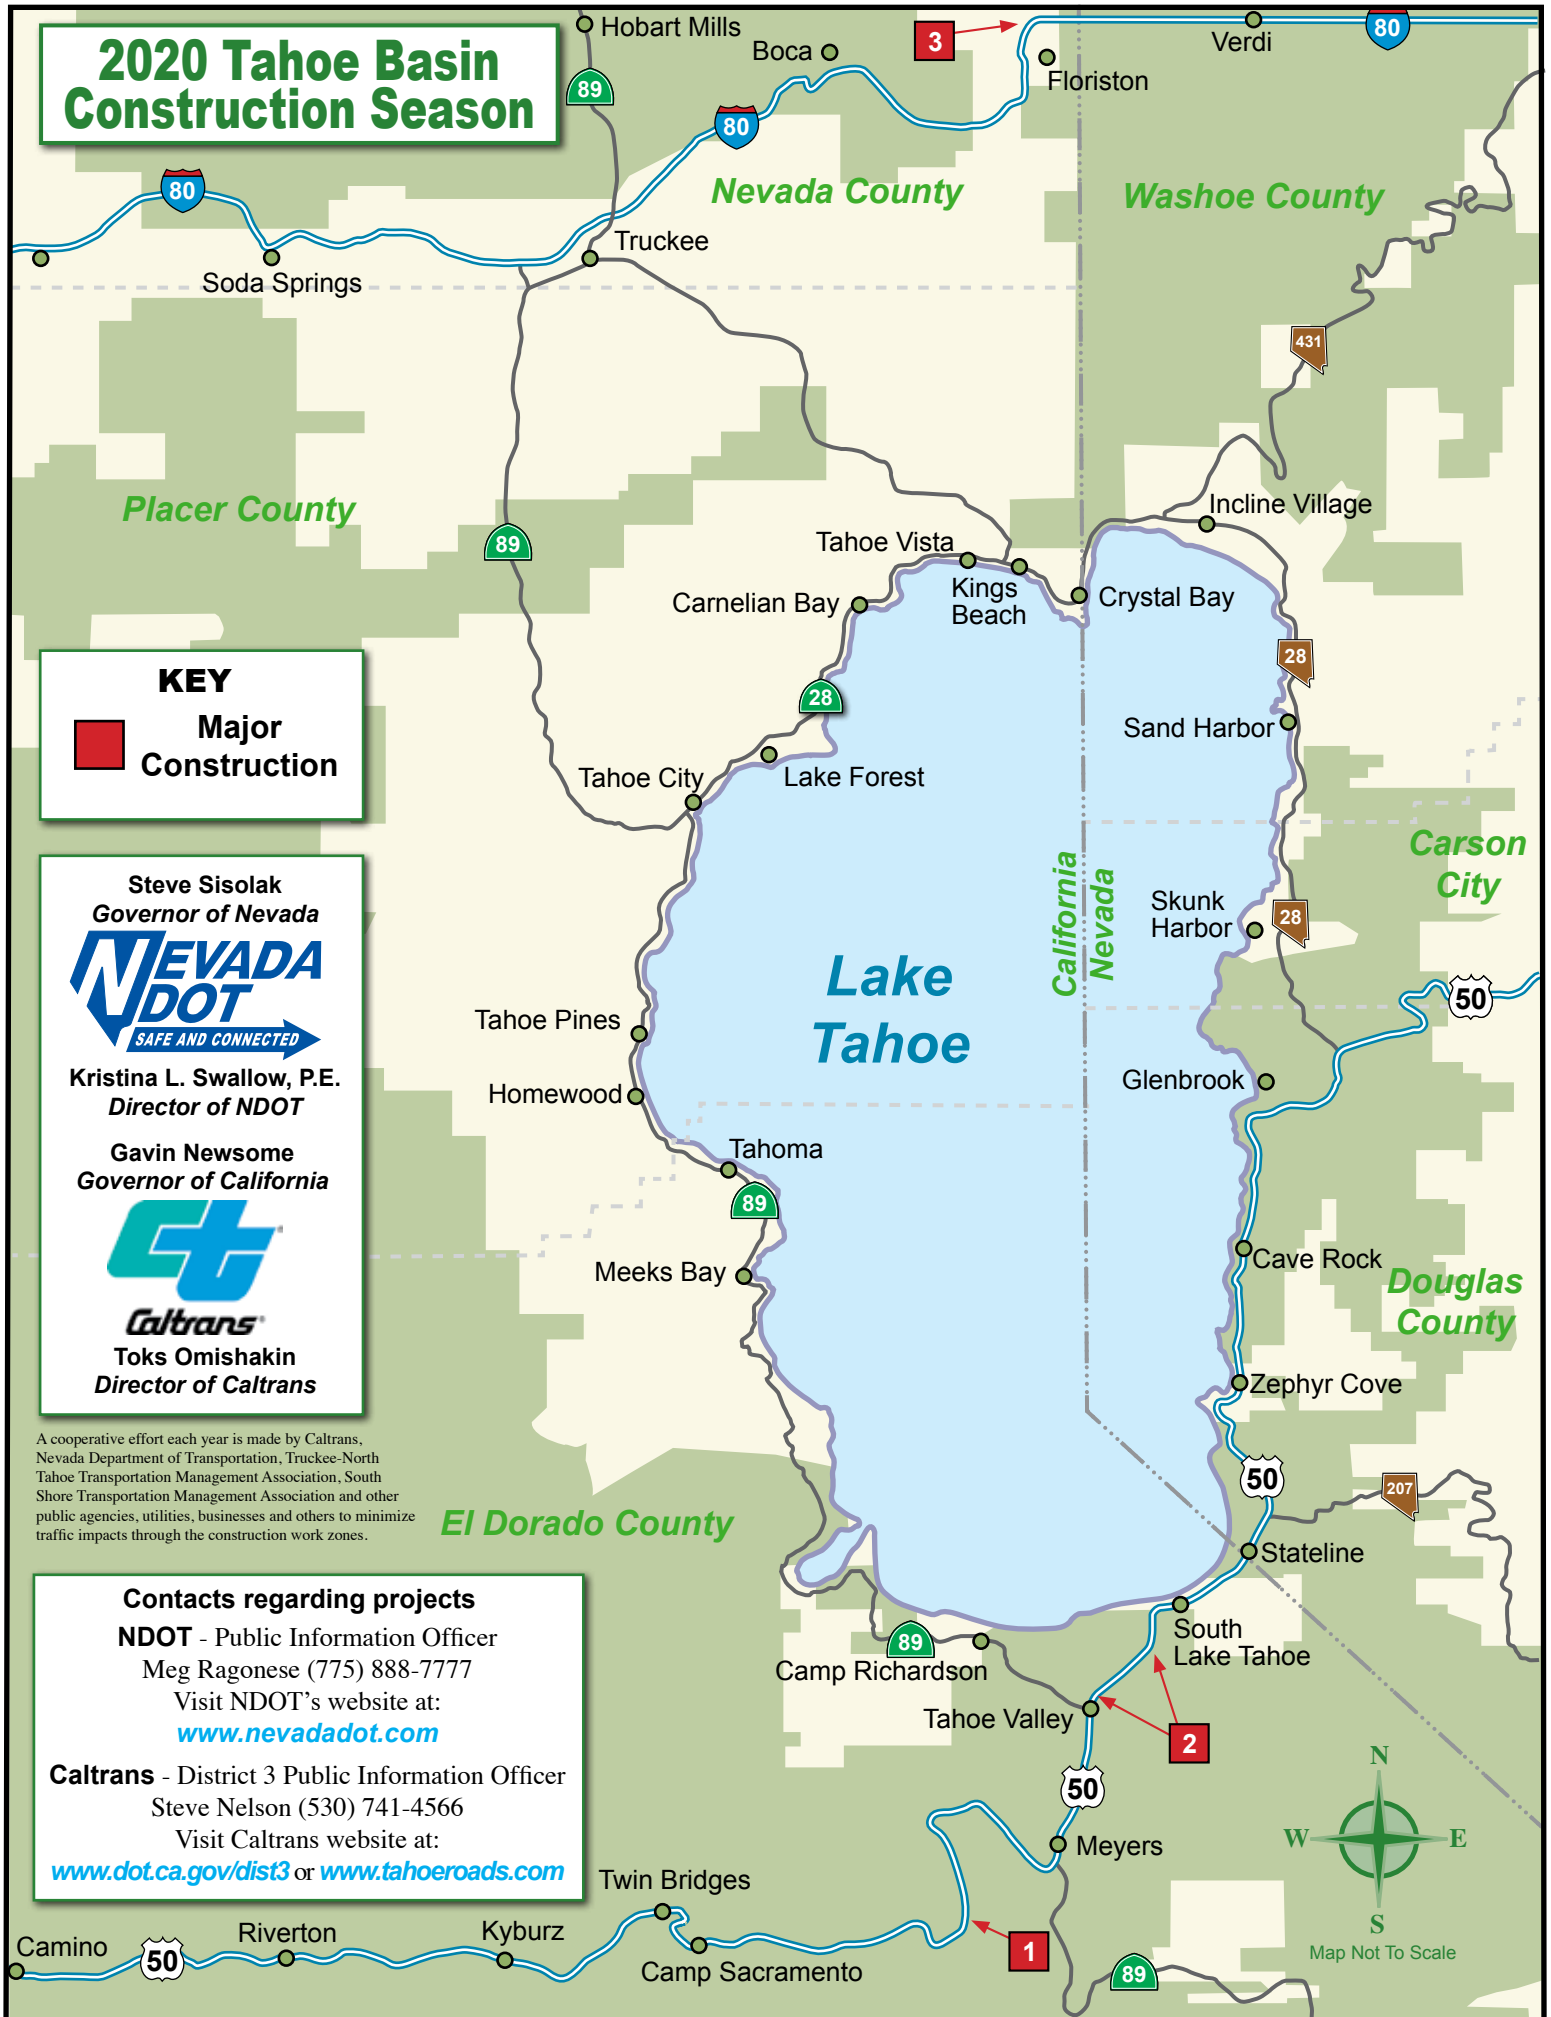 2020 Tahoe Basin
Construction Season
Hobart Mills
Boca
3
Floriston
Verdi
80
89
80
80
Nevada County
Washoe County
Truckee
Soda Springs
431
Placer County
89
Incline Village
Tahoe Vista
Kings
Beach
Crystal Bay
Carnelian Bay
28
28
Sand Harbor
Lake Forest
Tahoe City
KEY
Major
Construction
Carson
City
California
Nevada
Skunk
Harbor
28
50
Lake
Tahoe
Tahoe Pines
Homewood
Glenbrook
Tahoma
89
Meeks Bay
Cave Rock
Douglas
County
Zephyr Cove
Steve Sisolak
Governor of Nevada
NEVADA
DOT
SAFE AND CONNECTED
Kristina L. Swallow, P.E.
Director of NDOT
Gavin Newsome
Governor of California
Caltrans®
Toks Omishakin
Director of Caltrans
A cooperative effort each year is made by Caltrans,
Nevada Department of Transportation, Truckee-North
Tahoe Transportation Management Association, South
Shore Transportation Management Association and other
public agencies, utilities, businesses and others to minimize
traffic impacts through the construction work zones.
El Dorado County
50
207
Stateline
South
Lake Tahoe
89
Camp Richardson
Tahoe Valley
2
50
Meyers
Contacts regarding projects
NDOT - Public Information Officer
Meg Ragonese (775) 888-7777
Visit NDOT's website at:
www.nevadadot.com
Caltrans - District 3 Public Information Officer
Steve Nelson (530) 741-4566
Visit Caltrans website at:
www.dot.ca.gov/dist3 or www.tahoeroads.com
Twin Bridges
Camino
50
Riverton
Kyburz
Camp Sacramento
1
89
N
W
E
S
Map Not To Scale